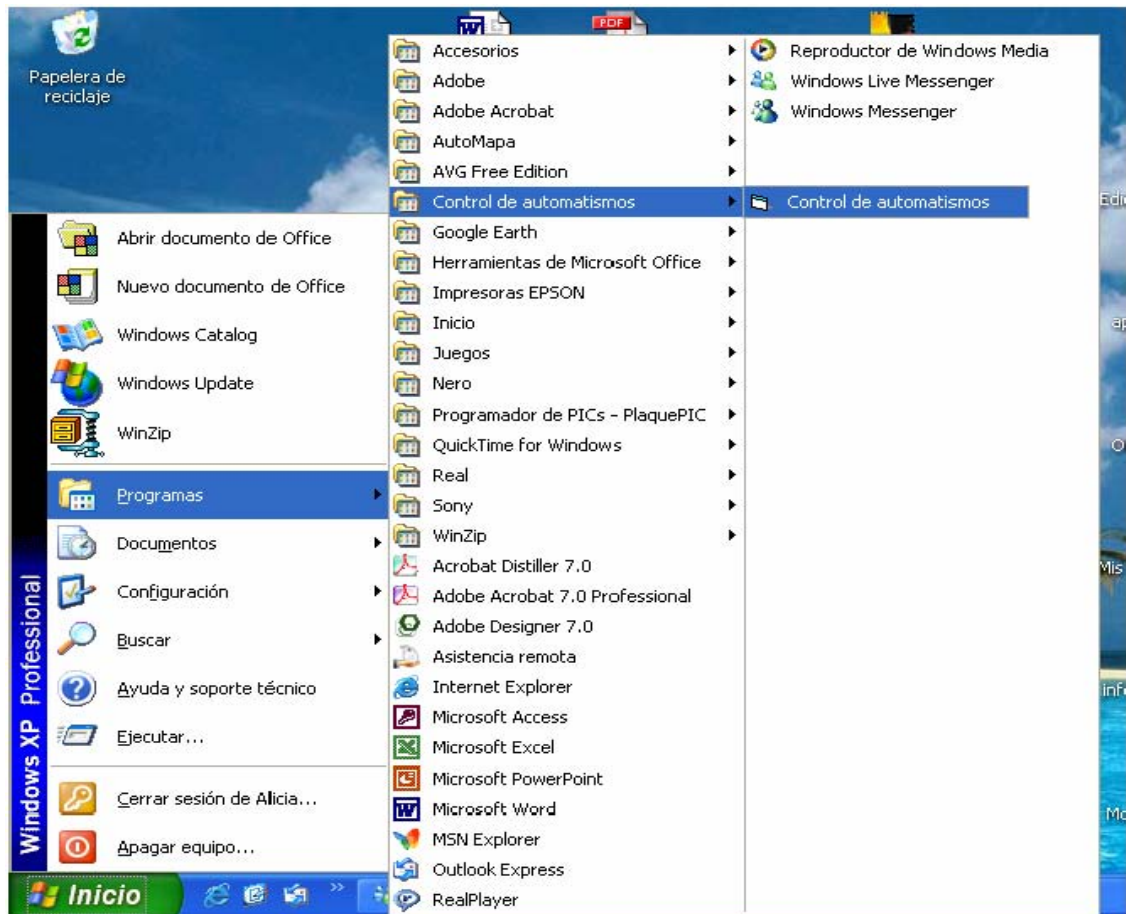 PDF
Papelera de
reciclaje
Abrir documento de Office
Nuevo documento de Office
Windows Catalog
Windows Update
WinZip
Programas
Documentos
Configuración
Buscar
Ayuda y soporte técnico
Ejecutar...
Cerrar sesión de Alicia...
Apagar equipo...
Windows XP Professional
Inicio
Accesorios
Adobe
Adobe Acrobat
AutoMapa
AVG Free Edition
Control de automatismos
Google Earth
Herramientas de Microsoft Office
Impresoras EPSON
Inicio
Juegos
Nero
Programador de PICs - PlaquePIC
QuickTime for Windows
Real
Sony
WinZip
Acrobat Distiller 7.0
Adobe Acrobat 7.0 Professional
Adobe Designer 7.0
Asistencia remota
Internet Explorer
Microsoft Access
Microsoft Excel
Microsoft PowerPoint
Microsoft Word
MSN Explorer
Outlook Express
RealPlayer
Reproductor de Windows Media
Windows Live Messenger
Windows Messenger
Control de automatismos
Mis